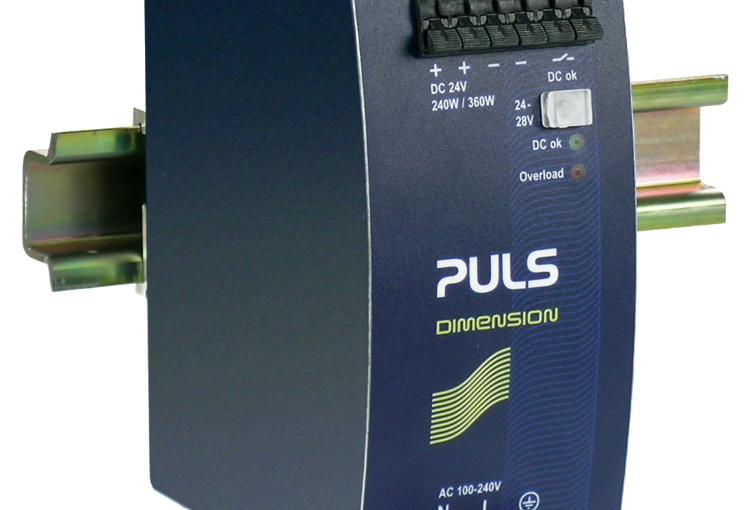 + + − −
DC ok
DC 24V
240W / 360W
24-
28V
DC ok
Overload
PULS
DIMENSION
AC 100-240V
N L